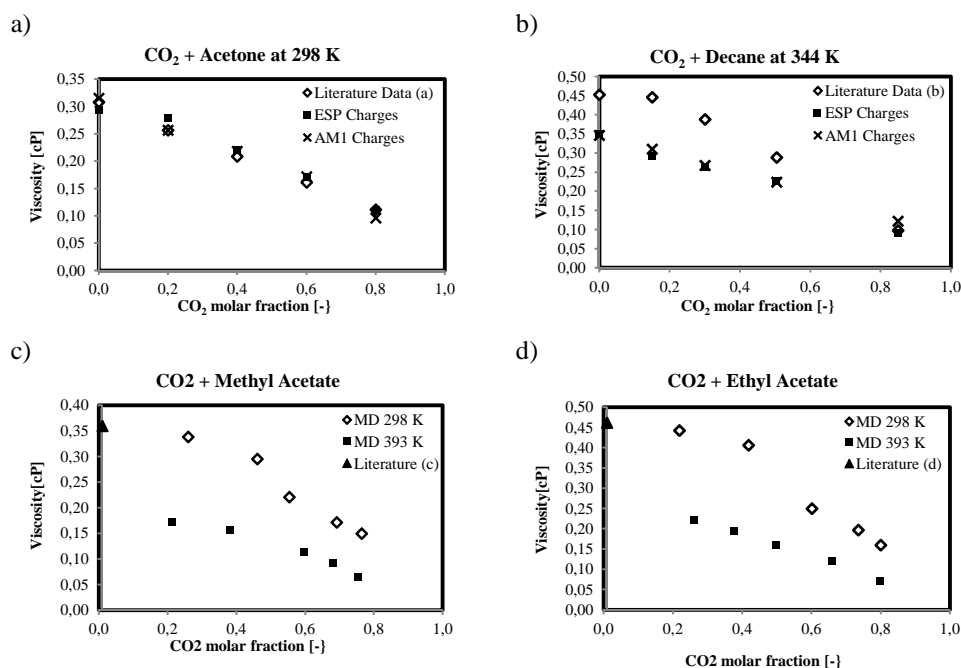 a)
CO₂ + Acetone at 298 K
0,35
0,30
0,25
0,20
0,15
0,10
0,05
0,00
Viscosity [cP]
Literature Data (a)
ESP Charges
AM1 Charges
0,0 0,2 0,4 0,6 0,8 1,0
CO₂ molar fraction [-]
b)
CO₂ + Decane at 344 K
0,50
0,45
0,40
0,35
0,30
0,25
0,20
0,15
0,10
0,05
0,00
Viscosity [cP]
Literature Data (b)
ESP Charges
AM1 Charges
0,0 0,2 0,4 0,6 0,8 1,0
CO₂ molar fraction [-]
c)
CO2 + Methyl Acetate
0,40
0,35
0,30
0,25
0,20
0,15
0,10
0,05
0,00
Viscosity[cP]
MD 298 K
MD 393 K
Literature (c)
0,0 0,2 0,4 0,6 0,8 1,0
CO2 molar fraction [-]
d)
CO2 + Ethyl Acetate
0,50
0,45
0,40
0,35
0,30
0,25
0,20
0,15
0,10
0,05
0,00
Viscosity[cP]
MD 298 K
MD 393 K
Literature (d)
0,0 0,2 0,4 0,6 0,8 1,0
CO2 molar fraction [-]